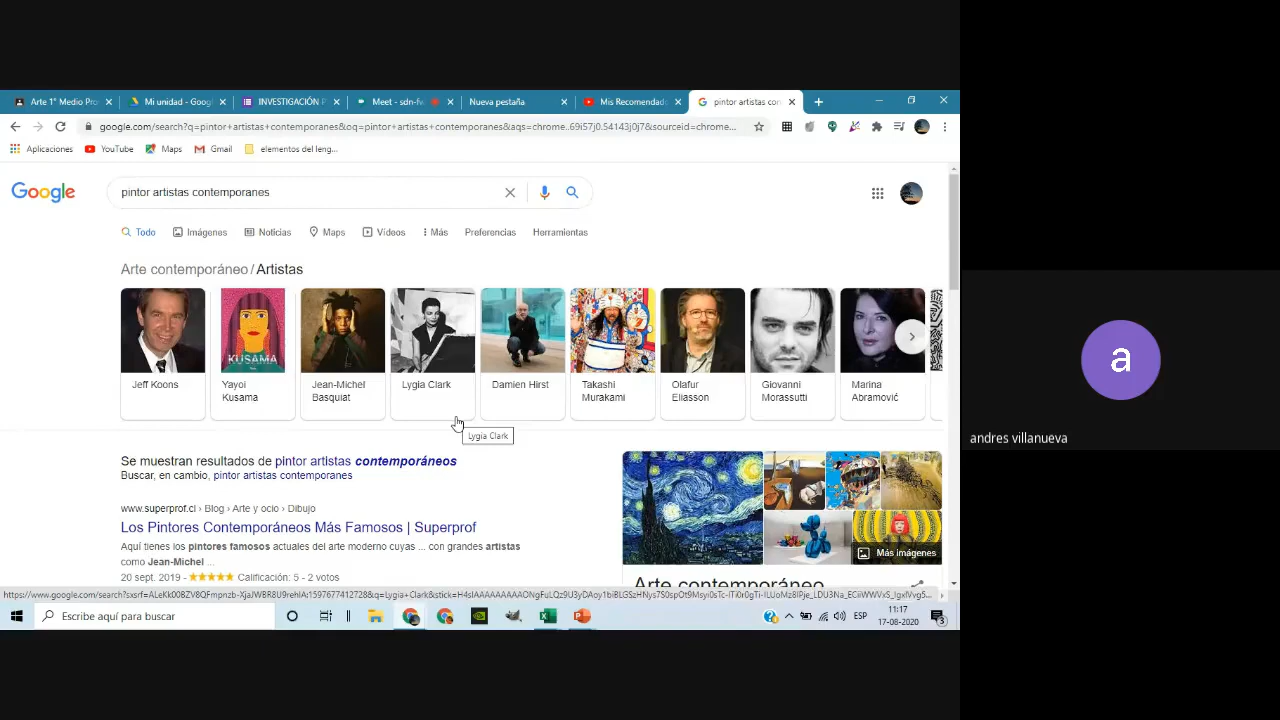 Arte 1° Medio Pro
Mi unidad - Goog
INVESTIGACIÓN P
Meet - sdn-fw
Nueva pestaña
Mis Recomendado
pintor artistas con
google.com/search?q=pintor+artistas+contemporanes&oq=pintor+artistas+contemporanes&aqs=chrome..69i57j0.54143j0j7&sourceid=chrome...
Aplicaciones
YouTube
Maps
Gmail
elementos del leng...
Google
pintor artistas contemporanes
Todo
Imágenes
Noticias
Maps
Vídeos
Más
Preferencias
Herramientas
Arte contemporáneo / Artistas
KUSAMA
Jeff Koons
Yayoi
Kusama
Jean-Michel
Basquiat
Lygia Clark
Damien Hirst
Takashi
Murakami
Olafur
Eliasson
Giovanni
Morassutti
Marina
Abramović
Lygia Clark
Se muestran resultados de pintor artistas contemporáneos
Buscar, en cambio, pintor artistas contemporanes
www.superprof.cl › Blog › Arte y ocio › Dibujo
Los Pintores Contemporáneos Más Famosos | Superprof
Aquí tienes los pintores famosos actuales del arte moderno cuyas ... con grandes artistas
como Jean-Michel ...
20 sept. 2019 - ★★★★★ Calificación: 5 - 2 votos
Más imágenes
Arte contemporáneo
Escribe aquí para buscar
ESP
11:17
17-08-2020
3
a
andres villanueva